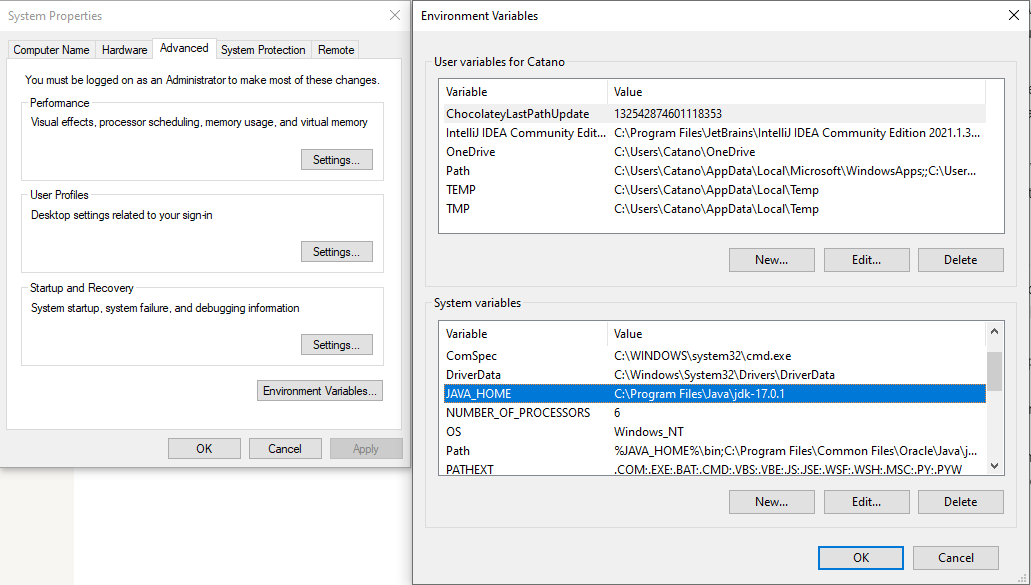 System Properties
Computer Name Hardware Advanced System Protection Remote
You must be logged on as an Administrator to make most of these changes.
Performance
Visual effects, processor scheduling, memory usage, and virtual memory
Settings...
User Profiles
Desktop settings related to your sign-in
Settings...
Startup and Recovery
System startup, system failure, and debugging information
Settings...
Environment Variables...
OK Cancel Apply
Environment Variables
User variables for Catano
Variable Value
ChocolateyLastPathUpdate 132542874601118353
IntelliJ IDEA Community Edit... C:\Program Files\JetBrains\IntelliJ IDEA Community Edition 2021.1.3...
OneDrive C:\Users\Catano\OneDrive
Path C:\Users\Catano\AppData\Local\Microsoft\WindowsApps;;C:\User...
TEMP C:\Users\Catano\AppData\Local\Temp
TMP C:\Users\Catano\AppData\Local\Temp
New... Edit... Delete
System variables
Variable Value
ComSpec C:\WINDOWS\system32\cmd.exe
DriverData C:\Windows\System32\Drivers\DriverData
JAVA_HOME C:\Program Files\Java\jdk-17.0.1
NUMBER_OF_PROCESSORS 6
OS Windows_NT
Path %JAVA_HOME%\bin;C:\Program Files\Common Files\Oracle\Java\j...
PATHEXT .COM;.EXE;.BAT;.CMD;.VBS;.VBE;.JS;.JSE;.WSF;.WSH;.MSC;.PY;.PYW
New... Edit... Delete
OK Cancel